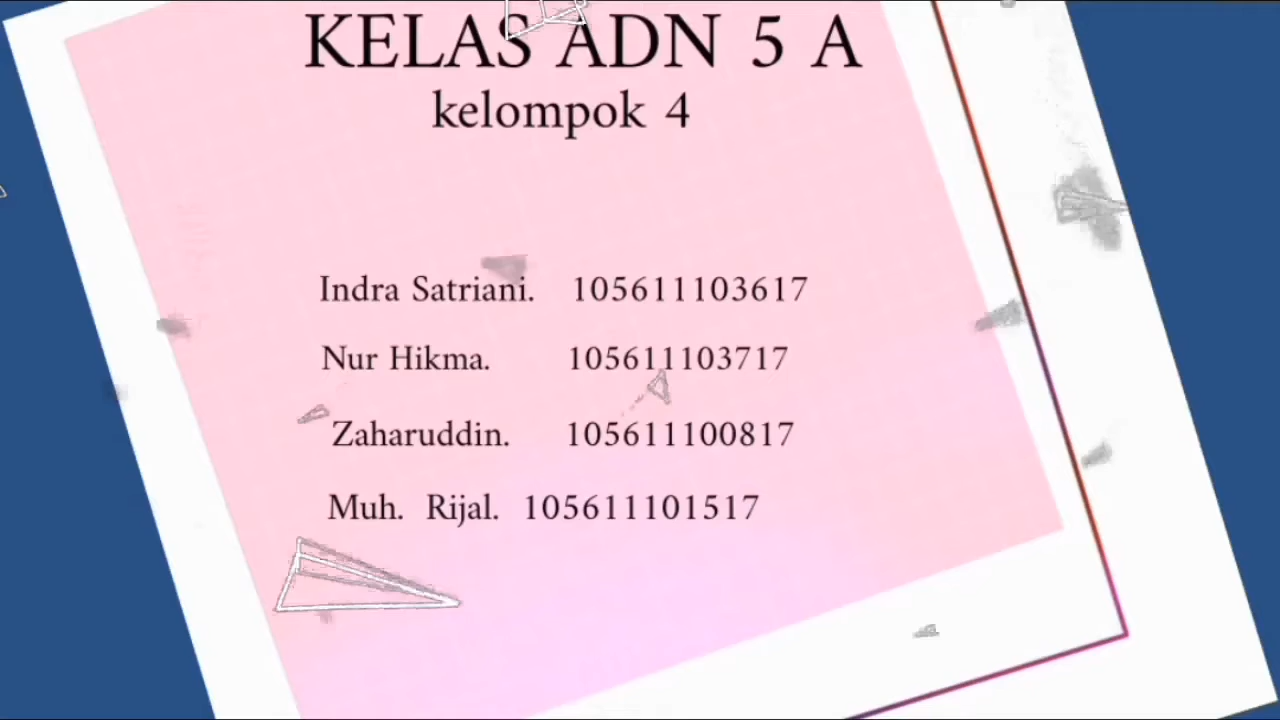 KELAS ADN 5 A
kelompok 4
Indra Satriani. 105611103617
Nur Hikma. 105611103717
Zaharuddin. 105611100817
Muh. Rijal. 105611101517